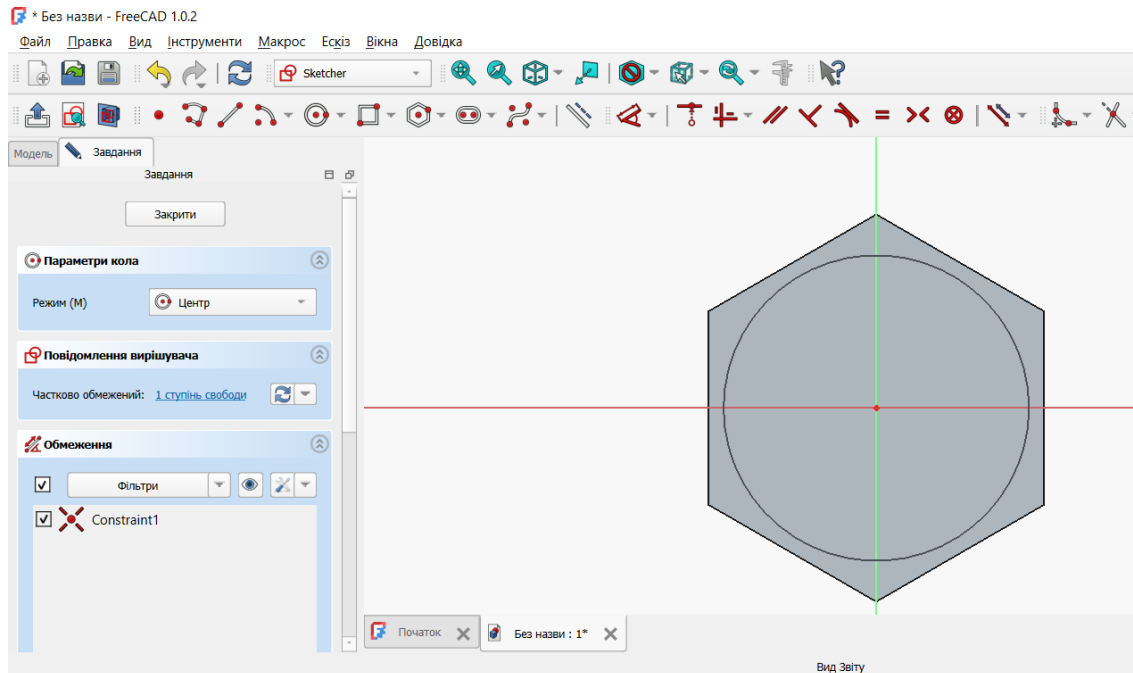 * Без назви - FreeCAD 1.0.2
Файл Правка Вид Інструменти Макрос Ескіз Вікна Довідка
Sketcher
Модель Завдання
Завдання
Закрити
Параметри кола
Режим (M) Центр
Повідомлення вирішувача
Частково обмежений: 1 ступінь свободи
Обмеження
Фільтри
Constraint1
Початок Без назви : 1*
Вид Звіту